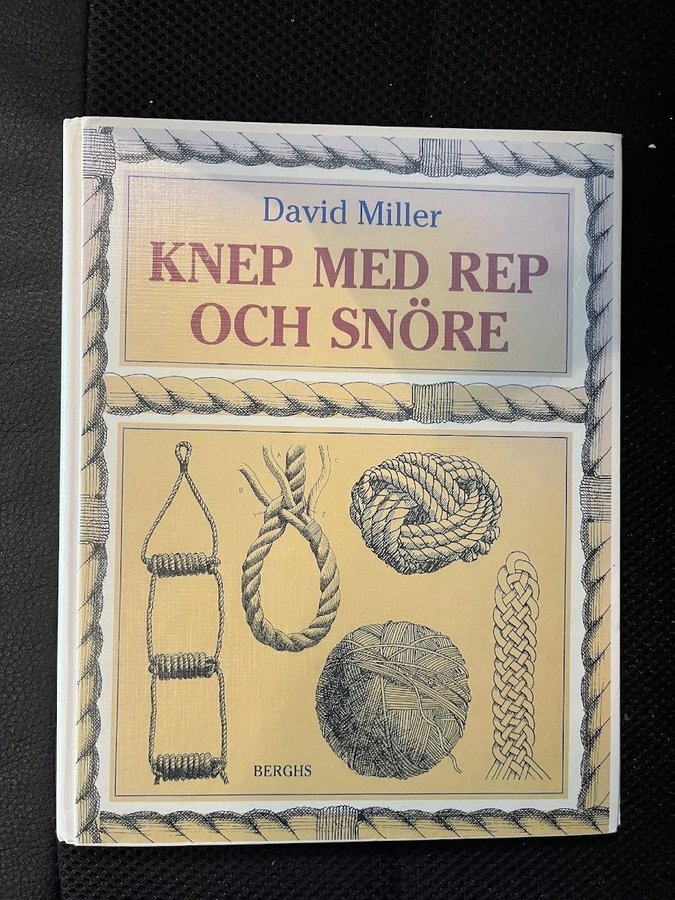 David Miller
KNEP MED REP
OCH SNÖRE
A
C
B
Y
Z
BERGHS